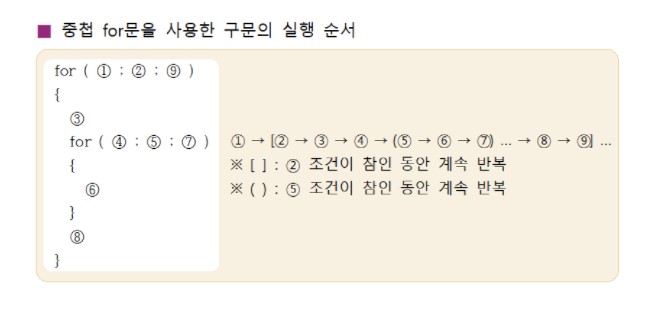 ■ 중첩 for문을 사용한 구문의 실행 순서
for ( ① ; ② ; ⑨ )
{
③
for ( ④ ; ⑤ ; ⑦ )
{
⑥
}
⑧
}
① → [② → ③ → ④ → (⑤ → ⑥ → ⑦) ... → ⑧ → ⑨] ...
※ [ ] : ② 조건이 참인 동안 계속 반복
※ ( ) : ⑤ 조건이 참인 동안 계속 반복